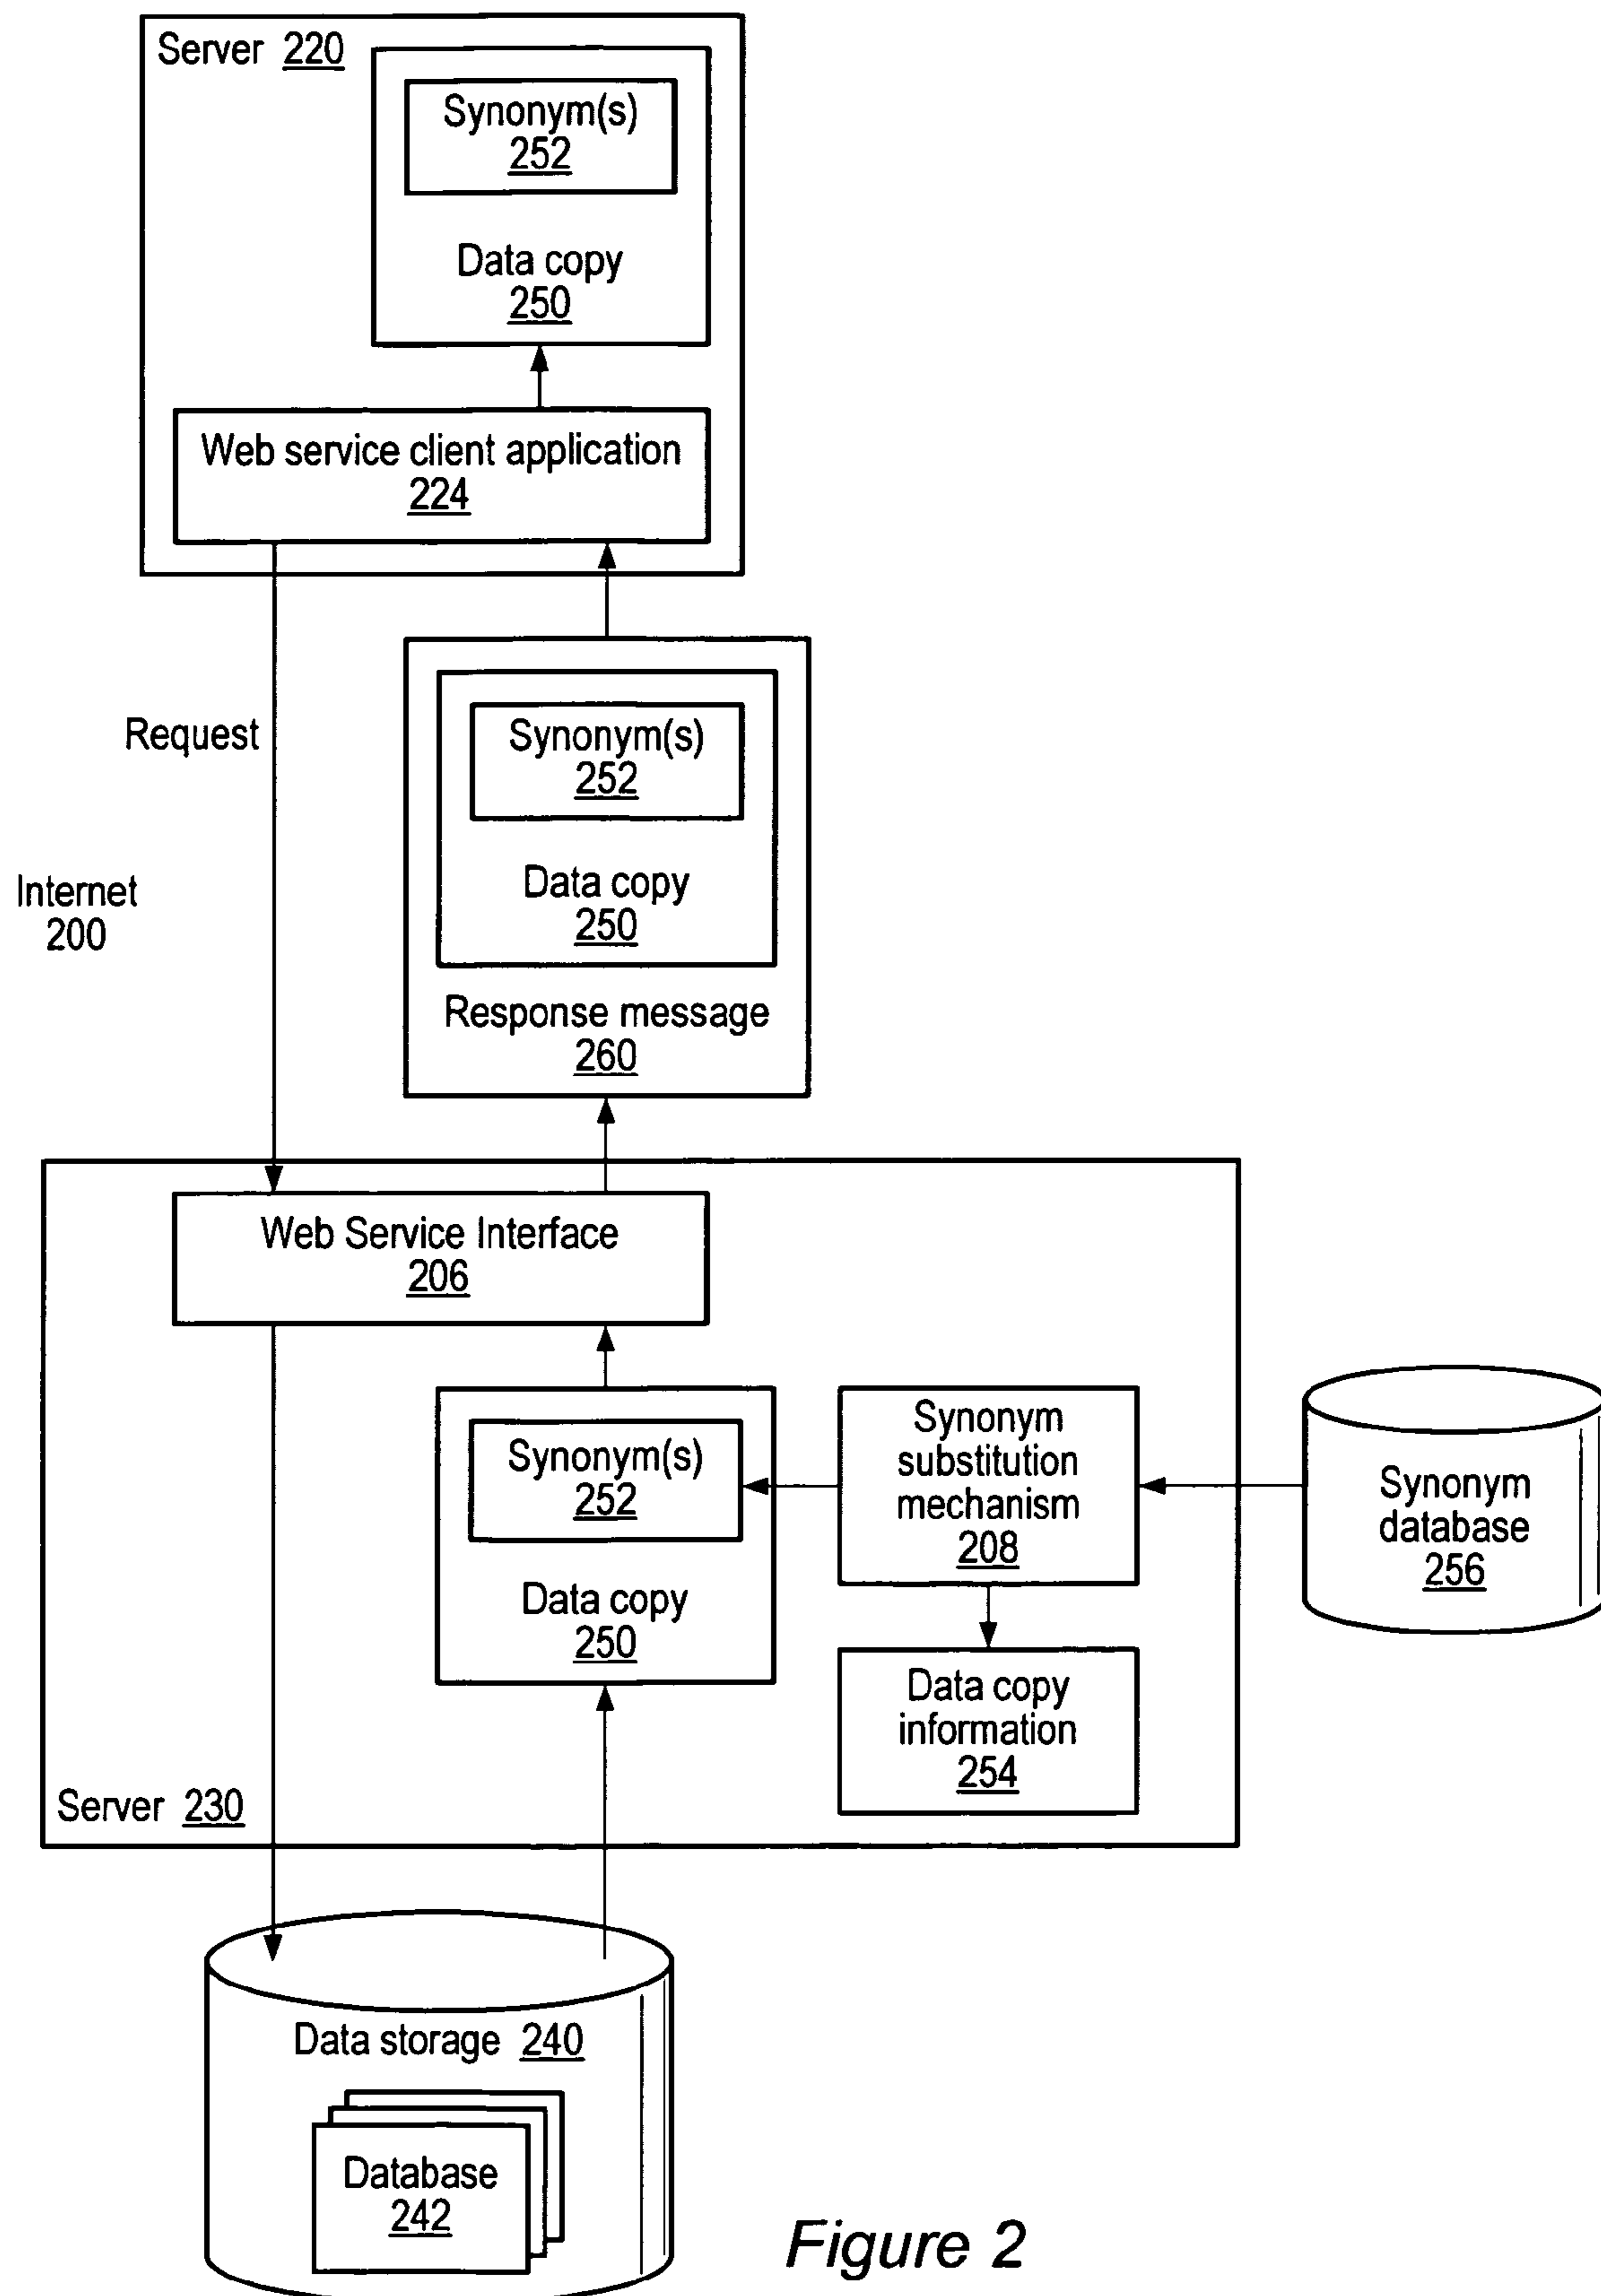 Server 220
Synonym(s)
252
Data copy
250
Web service client application
224
Request
Synonym(s)
252
Internet
200
Data copy
250
Response message
260
Web Service Interface
206
Synonym(s)
252
Data copy
250
Synonym
substitution
mechanism
208
Synonym
database
256
Data copy
information
254
Server 230
Data storage 240
Database
242
Figure 2